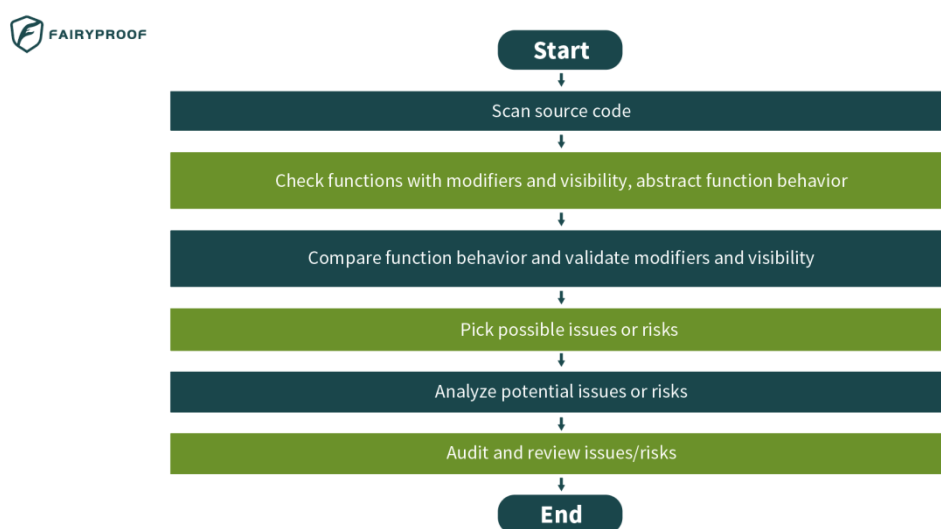 FAIRYPROOF
Start
Scan source code
Check functions with modifiers and visibility, abstract function behavior
Compare function behavior and validate modifiers and visibility
Pick possible issues or risks
Analyze potential issues or risks
Audit and review issues/risks
End